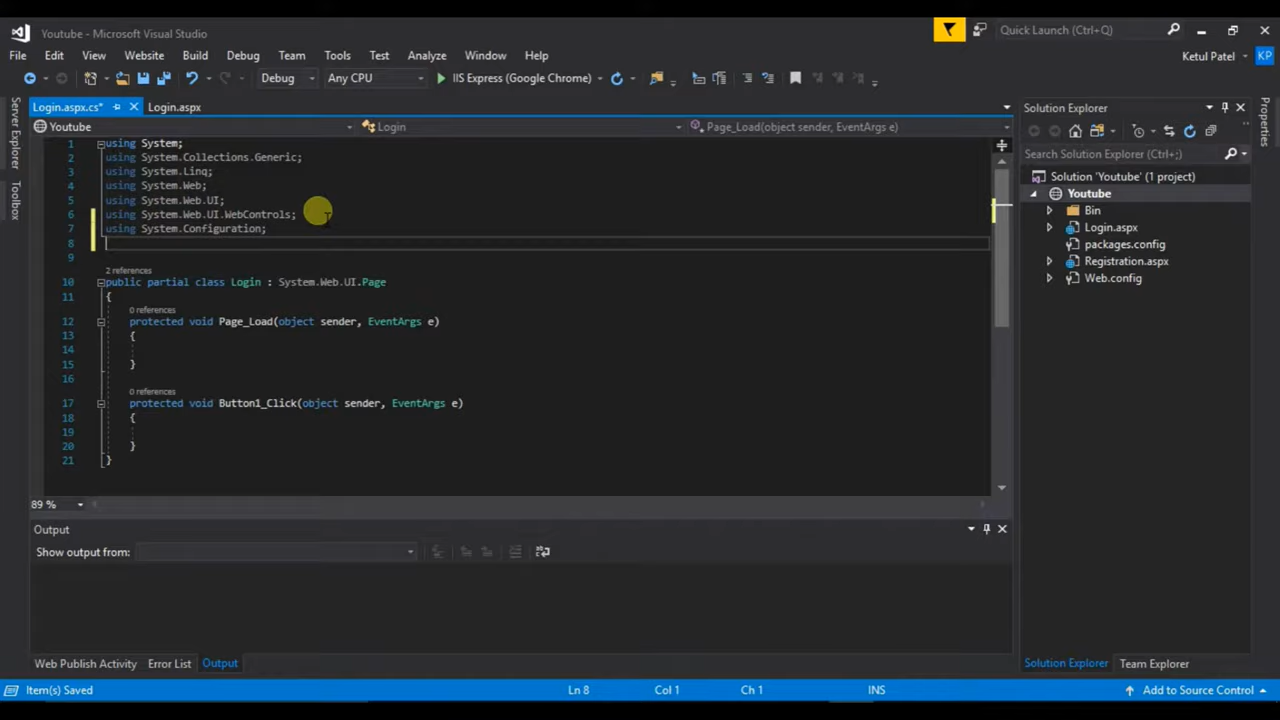 Youtube - Microsoft Visual Studio
Quick Launch (Ctrl+Q)
File Edit View Website Build Debug Team Tools Test Analyze Window Help
Ketul Patel KP
Debug Any CPU IIS Express (Google Chrome)
Server Explorer
Toolbox
Login.aspx.cs* Login.aspx
Youtube Login Page_Load(object sender, EventArgs e)
1 using System;
2 using System.Collections.Generic;
3 using System.Linq;
4 using System.Web;
5 using System.Web.UI;
6 using System.Web.UI.WebControls;
7 using System.Configuration;
8
9
2 references
10 public partial class Login : System.Web.UI.Page
11 {
0 references
12 protected void Page_Load(object sender, EventArgs e)
13 {
14
15 }
16
0 references
17 protected void Button1_Click(object sender, EventArgs e)
18 {
19
20 }
21 }
89 %
Output
Show output from:
Web Publish Activity Error List Output
Solution Explorer
Search Solution Explorer (Ctrl+;)
Solution 'Youtube' (1 project)
Youtube
Bin
Login.aspx
packages.config
Registration.aspx
Web.config
Properties
Solution Explorer Team Explorer
Item(s) Saved Ln 8 Col 1 Ch 1 INS Add to Source Control